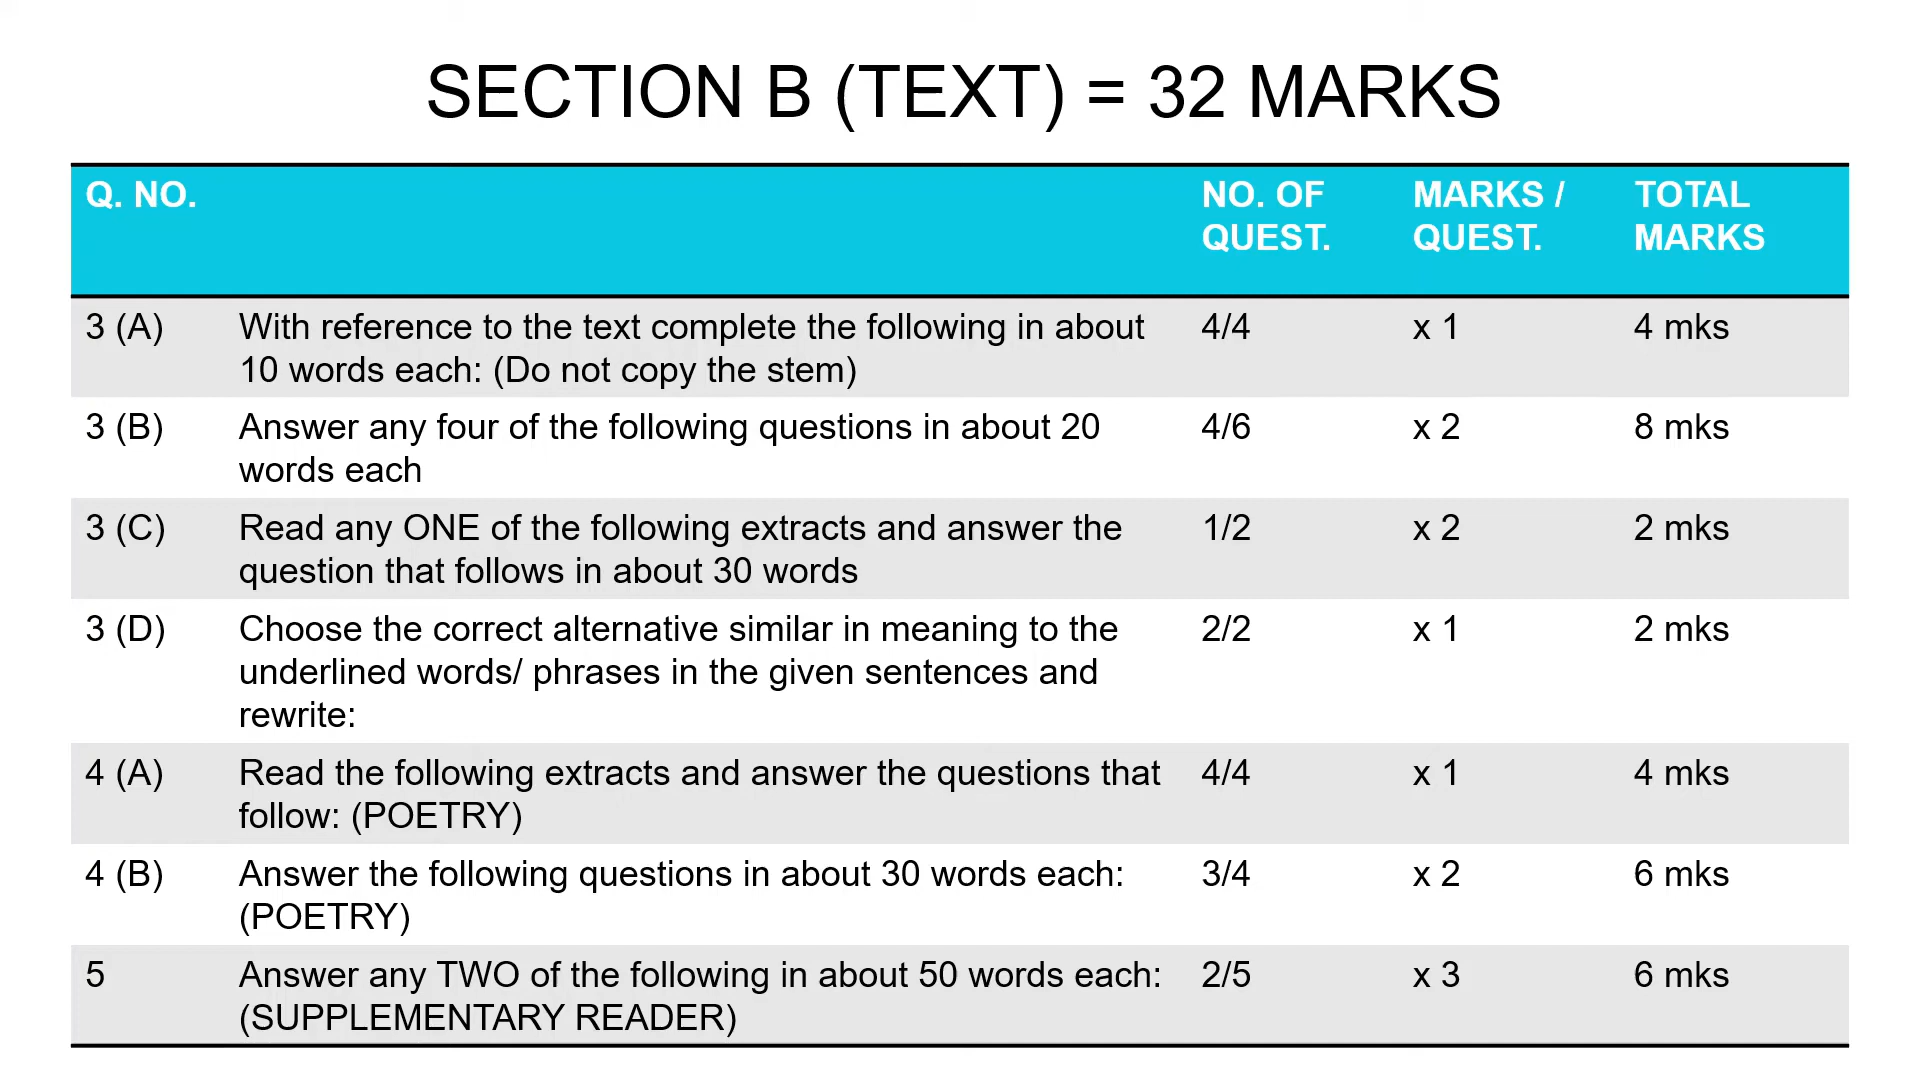 SECTION B (TEXT) = 32 MARKS
Q. NO. NO. OF MARKS / TOTAL
QUEST. QUEST. MARKS
3 (A) With reference to the text complete the following in about 4/4 x 1 4 mks
10 words each: (Do not copy the stem)
3 (B) Answer any four of the following questions in about 20 4/6 x 2 8 mks
words each
3 (C) Read any ONE of the following extracts and answer the 1/2 x 2 2 mks
question that follows in about 30 words
3 (D) Choose the correct alternative similar in meaning to the 2/2 x 1 2 mks
underlined words/ phrases in the given sentences and
rewrite:
4 (A) Read the following extracts and answer the questions that 4/4 x 1 4 mks
follow: (POETRY)
4 (B) Answer the following questions in about 30 words each: 3/4 x 2 6 mks
(POETRY)
5 Answer any TWO of the following in about 50 words each: 2/5 x 3 6 mks
(SUPPLEMENTARY READER)